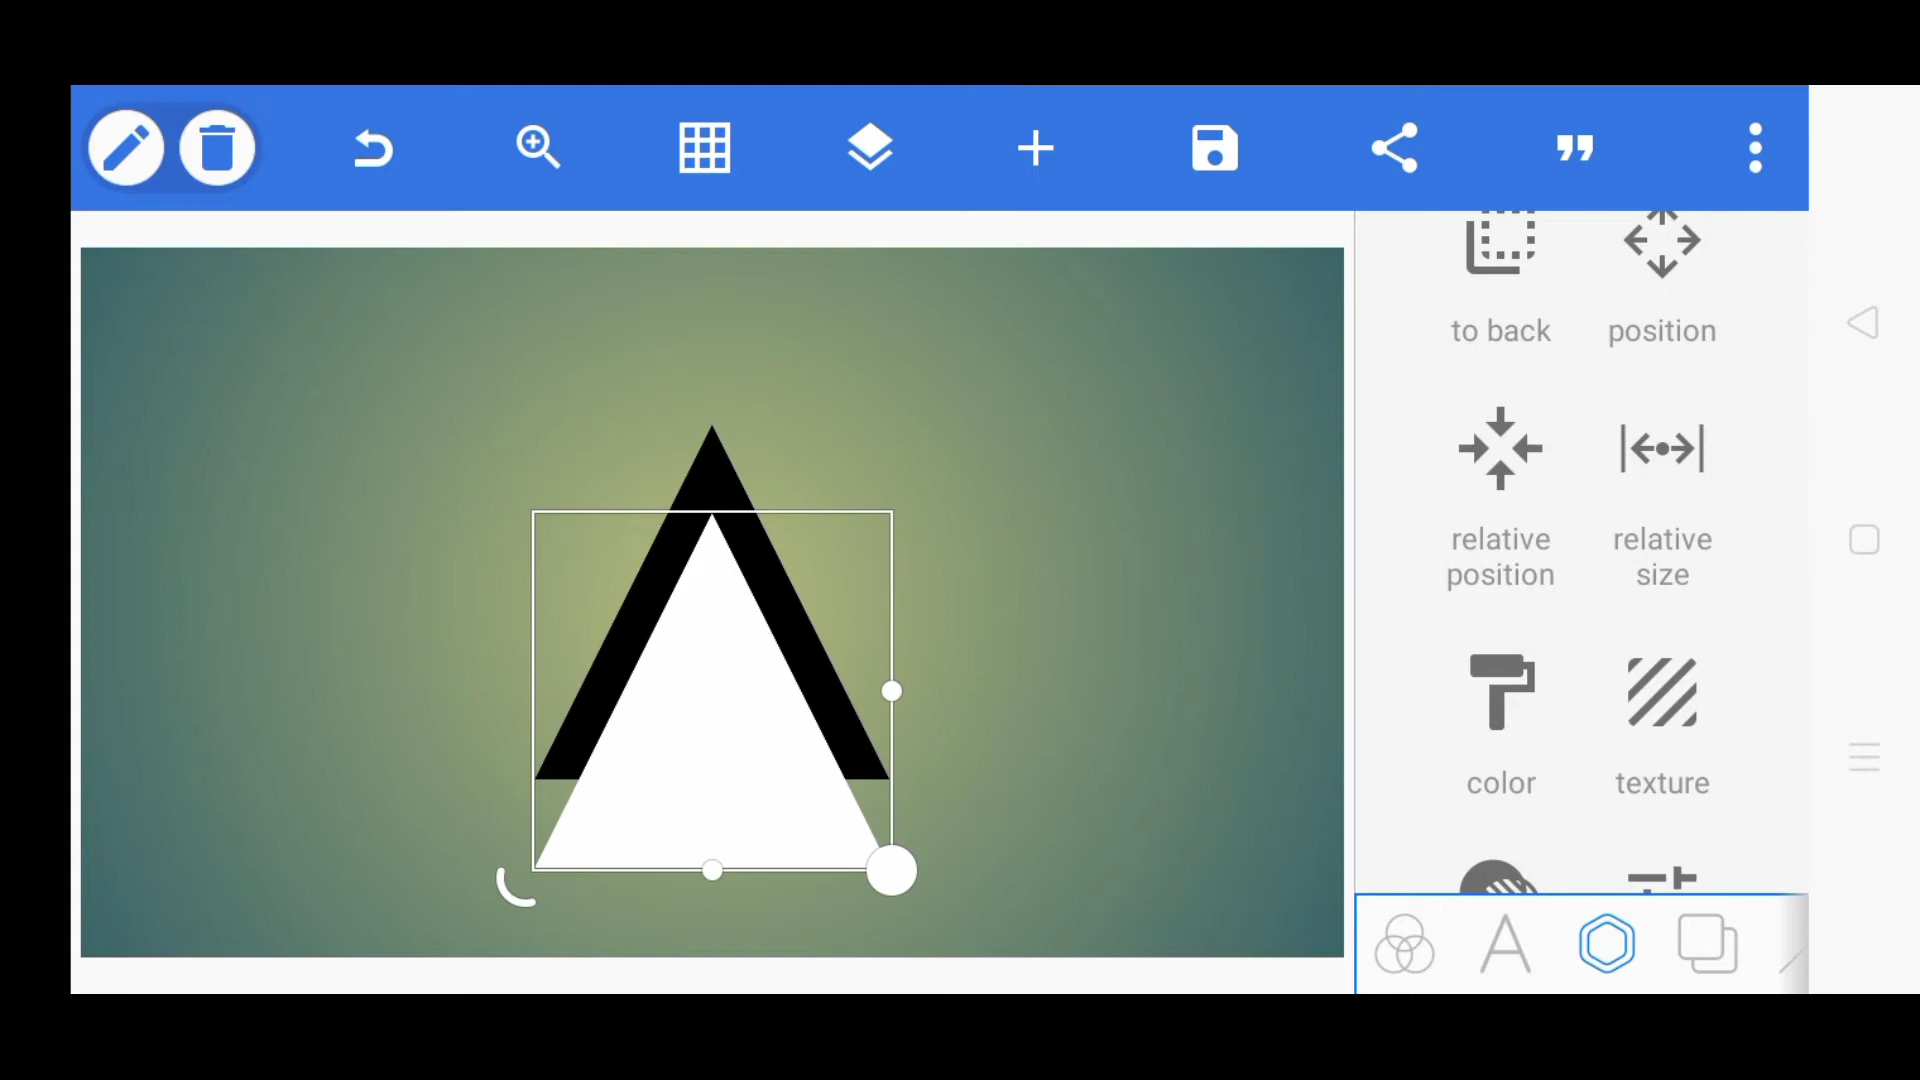 to back
position
relative
position
relative
size
color
texture